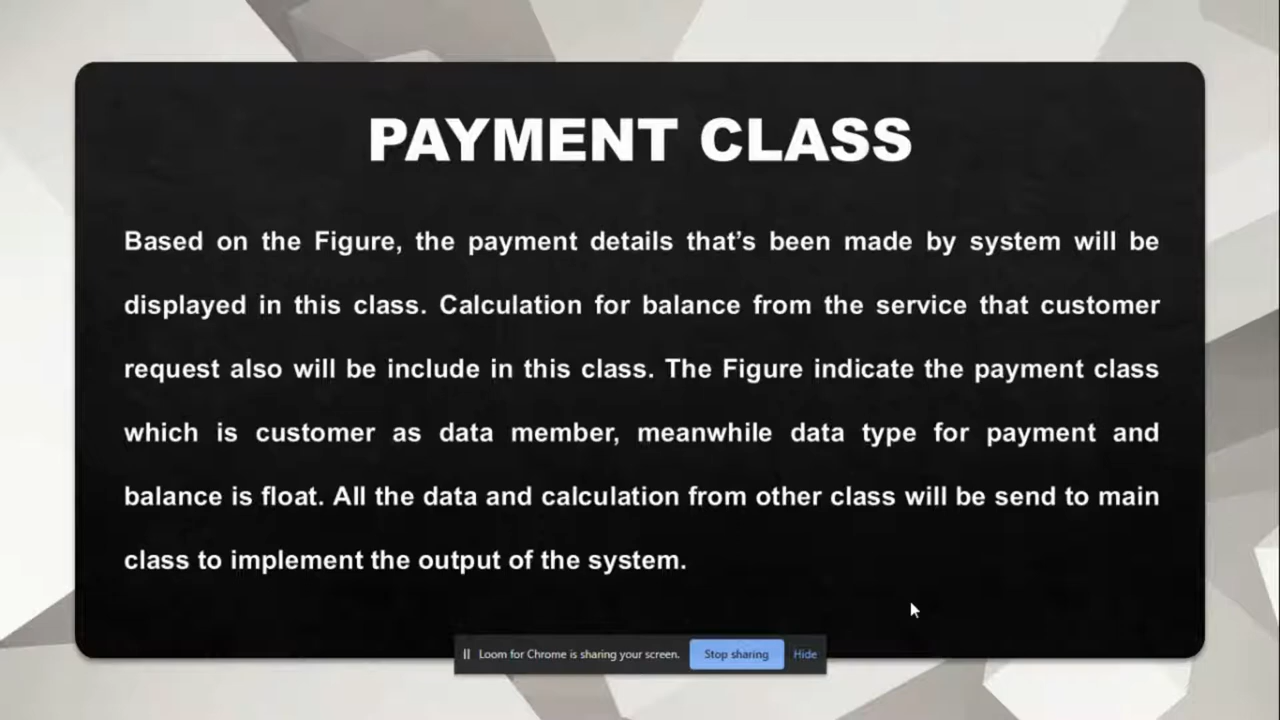 PAYMENT CLASS
Based on the Figure, the payment details that’s been made by system will be
displayed in this class. Calculation for balance from the service that customer
request also will be include in this class. The Figure indicate the payment class
which is customer as data member, meanwhile data type for payment and
balance is float. All the data and calculation from other class will be send to main
class to implement the output of the system.
Loom for Chrome is sharing your screen. Stop sharing Hide